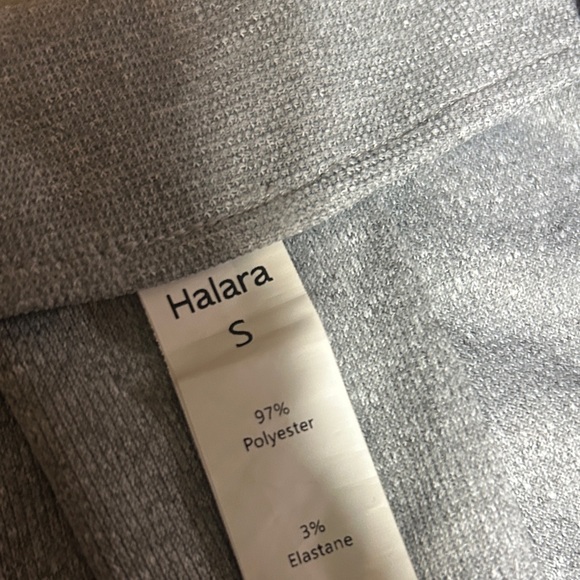 Halara
S
97%
Polyester
3%
Elastane